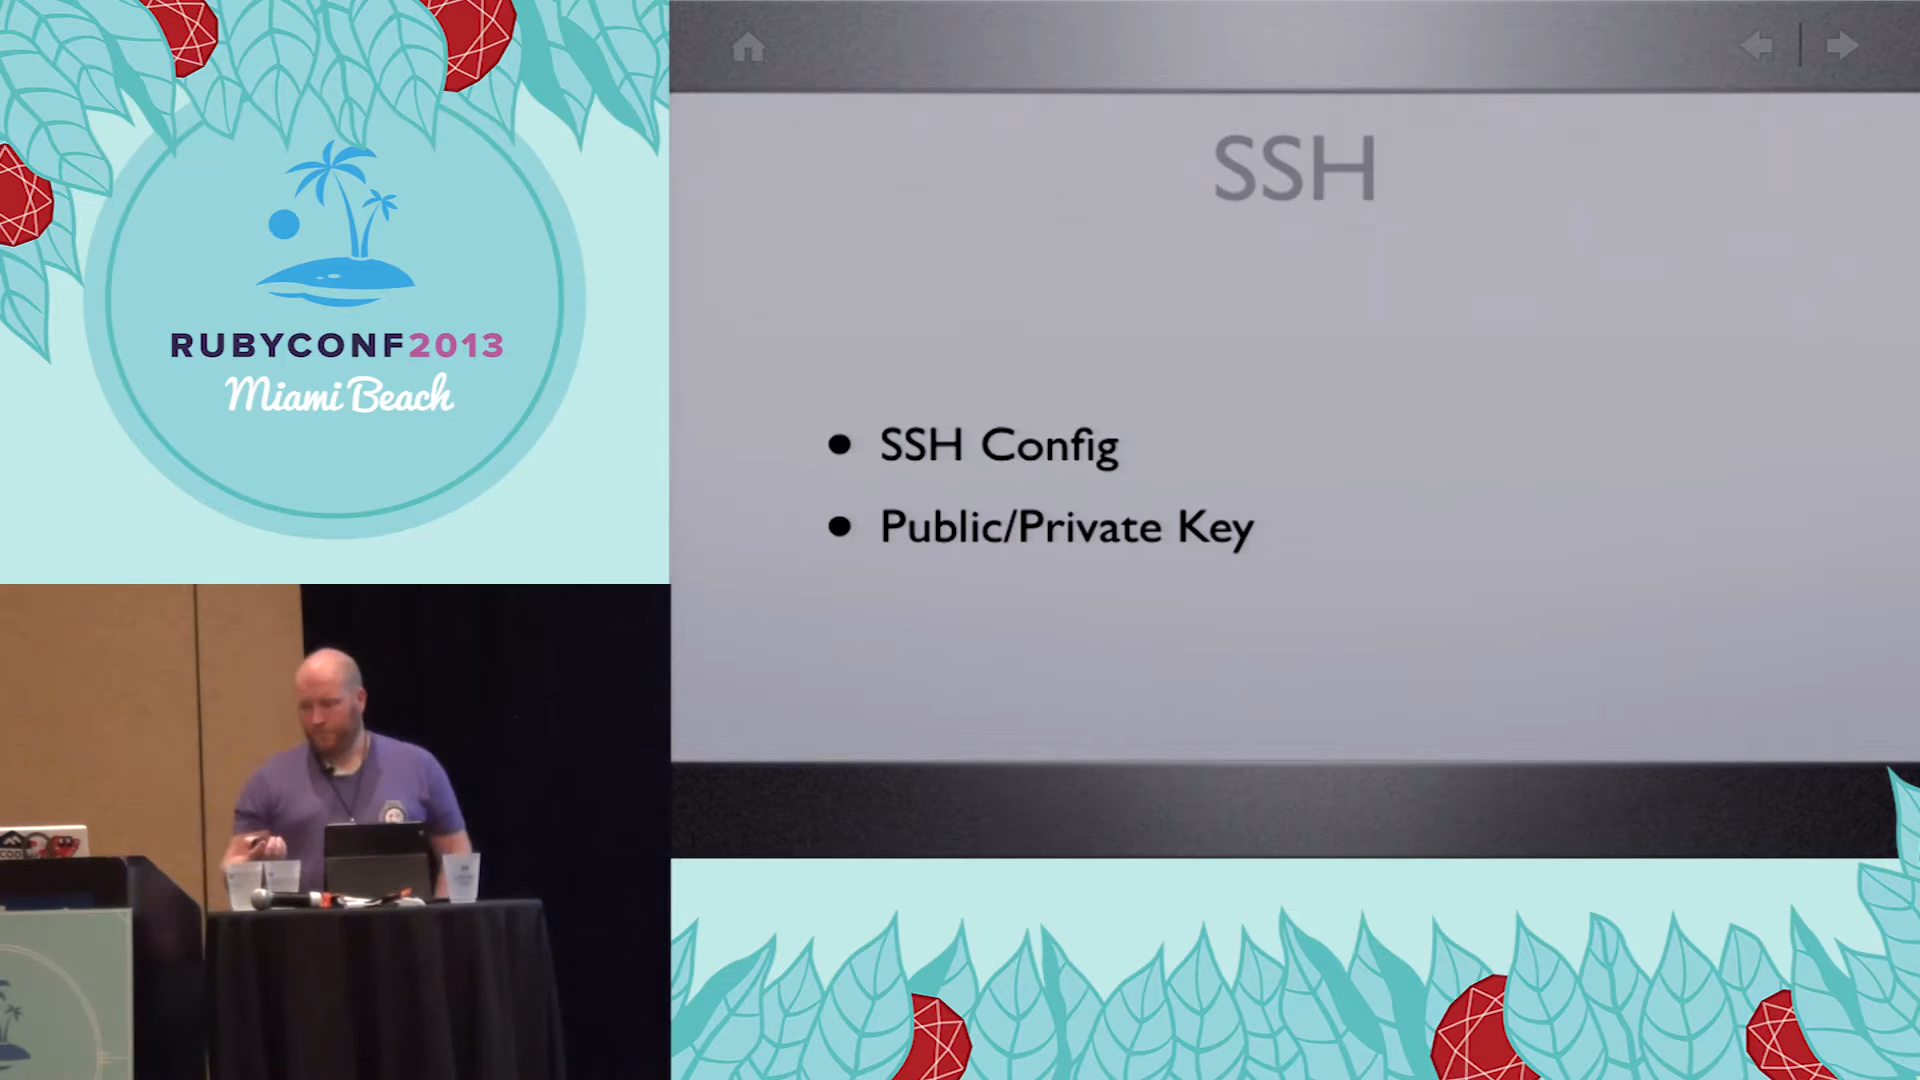 RUBYCONF2013
Miami Beach
SSH
• SSH Config
• Public/Private Key